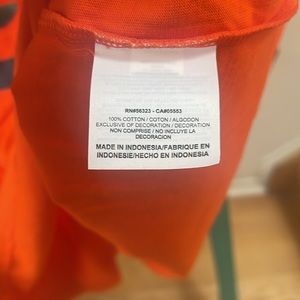 RN#56323 - CA#05553
100% COTTON / COTON / ALGODON
EXCLUSIVE OF DECORATION / DECORATION
NON COMPRISE / NO INCLUYE LA
DECORACION
MADE IN INDONESIA/FABRIQUE EN
INDONESIE/HECHO EN INDONESIA